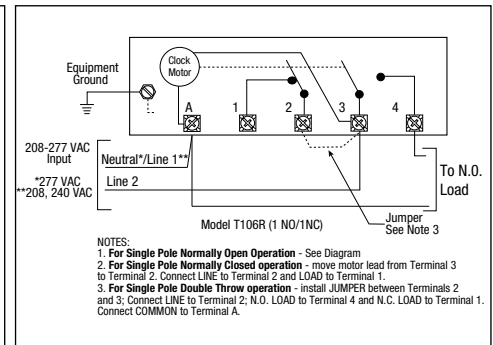 Clock
Motor
Equipment
Ground
A 1 2 3 4
208-277 VAC
Input
Neutral*/Line 1**
*277 VAC
**208, 240 VAC
Line 2
To N.O.
Load
Model T106R (1 NO/1NC)
Jumper
See Note 3
NOTES:
1. For Single Pole Normally Open Operation - See Diagram
2. For Single Pole Normally Closed operation - move motor lead from Terminal 3
to Terminal 2. Connect LINE to Terminal 2 and LOAD to Terminal 1.
3. For Single Pole Double Throw operation - install JUMPER between Terminals 2
and 3; Connect LINE to Terminal 2; N.O. LOAD to Terminal 4 and N.C. LOAD to Terminal 1.
Connect COMMON to Terminal A.